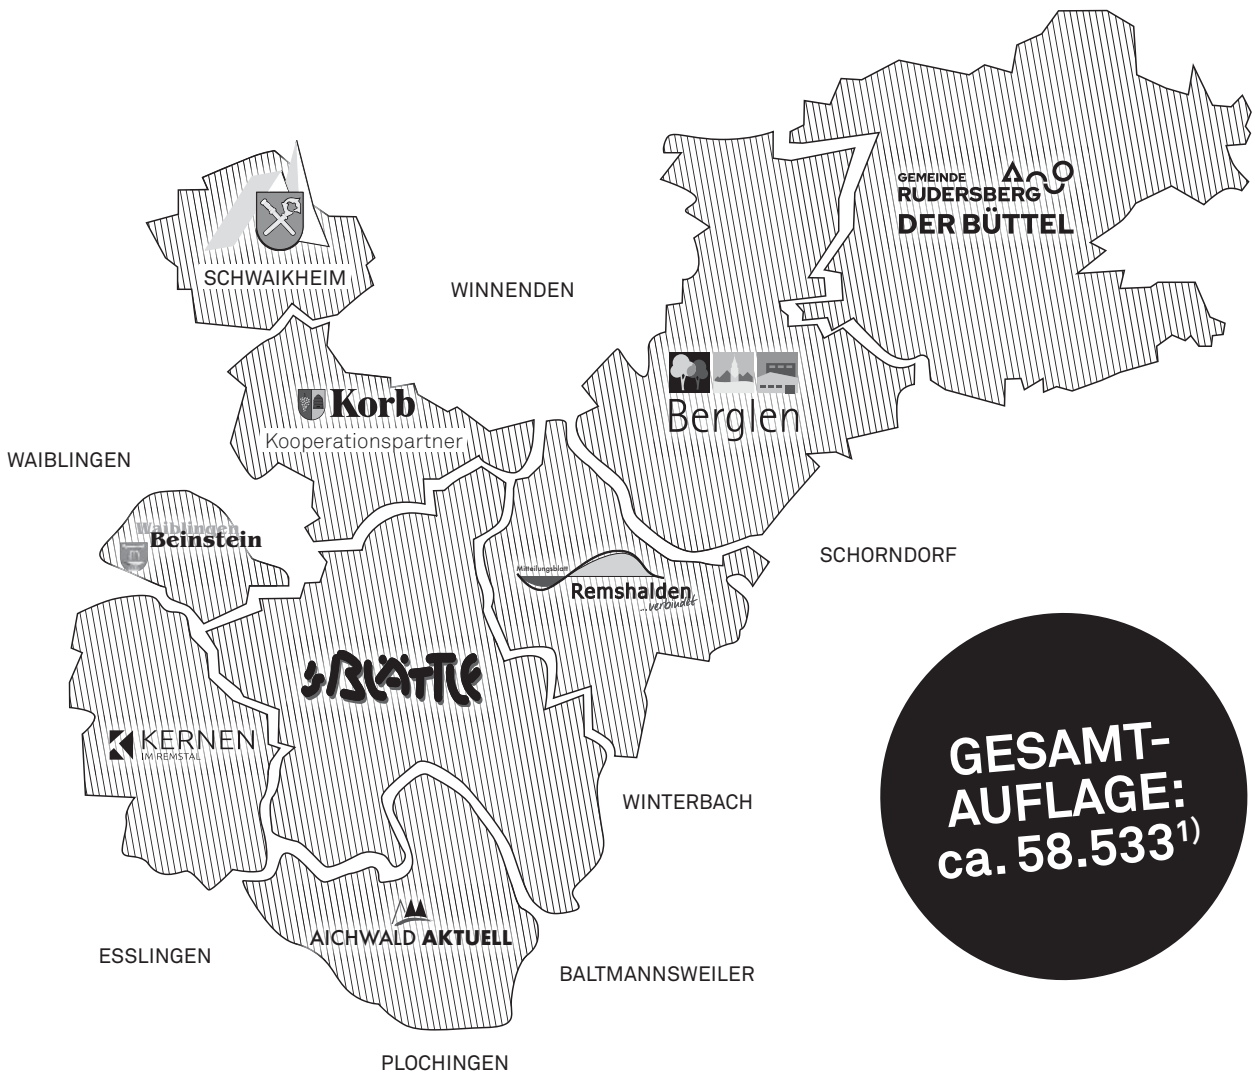 GEMEINDE
RUDERSBERG
DER BÜTTEL
SCHWAIKHEIM
WINNENDEN
Korb
Kooperationspartner
Berglen
WAIBLINGEN
Waiblingen
Beinstein
SCHORNDORF
Mitteilungsblatt
Remshalden
...verbindet
's BLÄTTLE
KERNEN
IM REMSTAL
GESAMT-
AUFLAGE:
ca. 58.533¹⁾
WINTERBACH
AICHWALD AKTUELL
ESSLINGEN
BALTMANNSWEILER
PLOCHINGEN